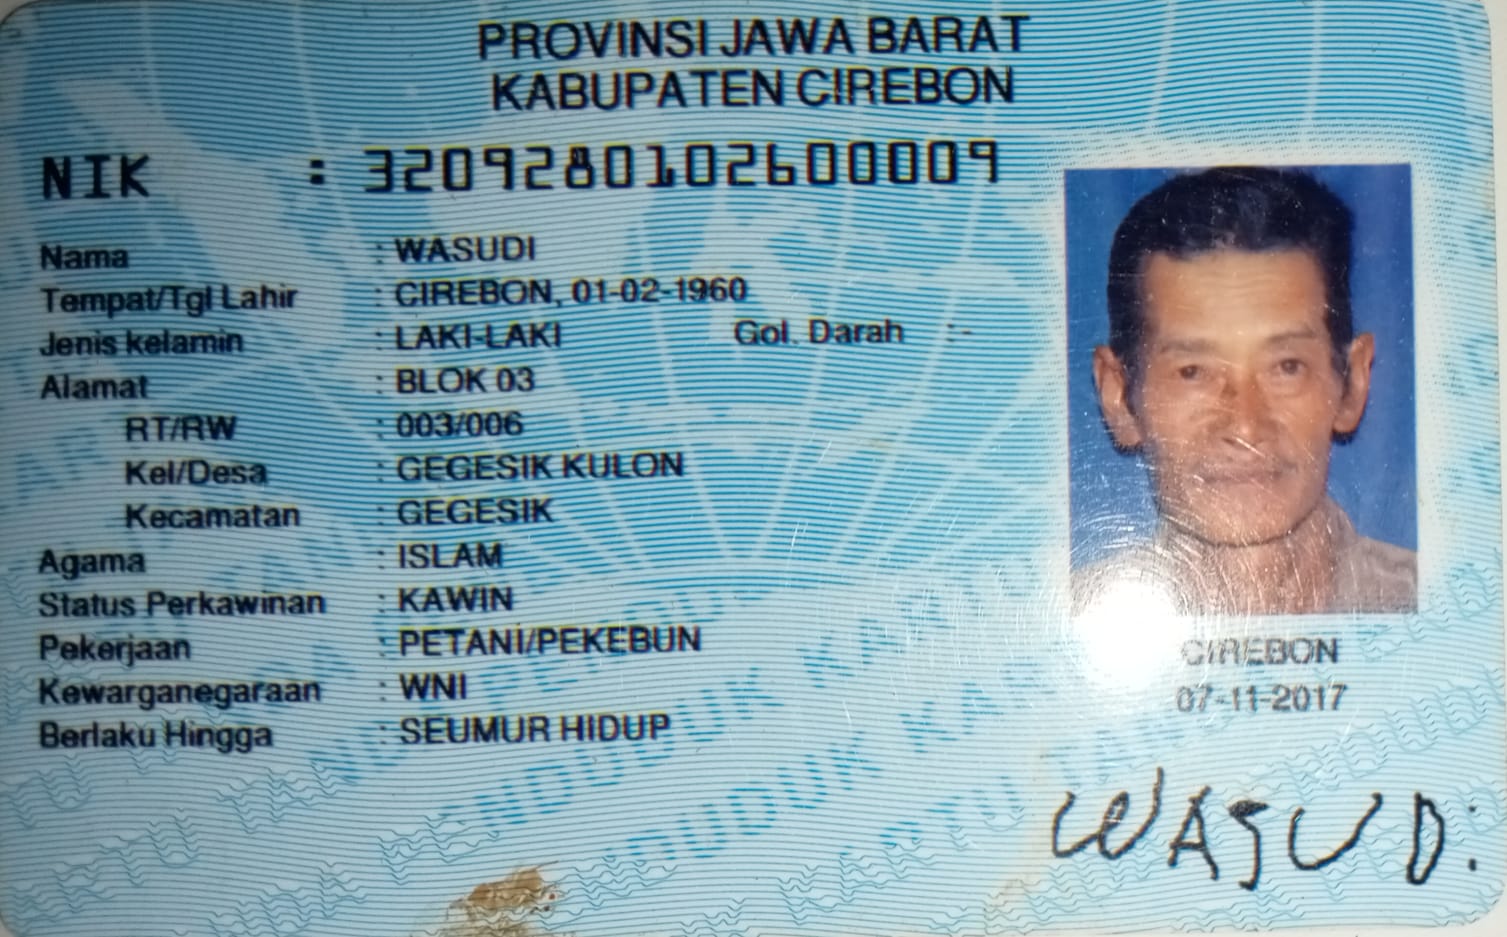 PROVINSI JAWA BARAT
KABUPATEN CIREBON
NIK : 3209280102600009
Nama : WASUDI
Tempat/Tgl Lahir : CIREBON, 01-02-1960
Jenis kelamin : LAKI-LAKI Gol. Darah :-
Alamat : BLOK 03
RT/RW : 003/006
Kel/Desa : GEGESIK KULON
Kecamatan : GEGESIK
Agama : ISLAM
Status Perkawinan : KAWIN
Pekerjaan : PETANI/PEKEBUN
Kewarganegaraan : WNI
Berlaku Hingga : SEUMUR HIDUP
CIREBON
07-11-2017
WASUDi